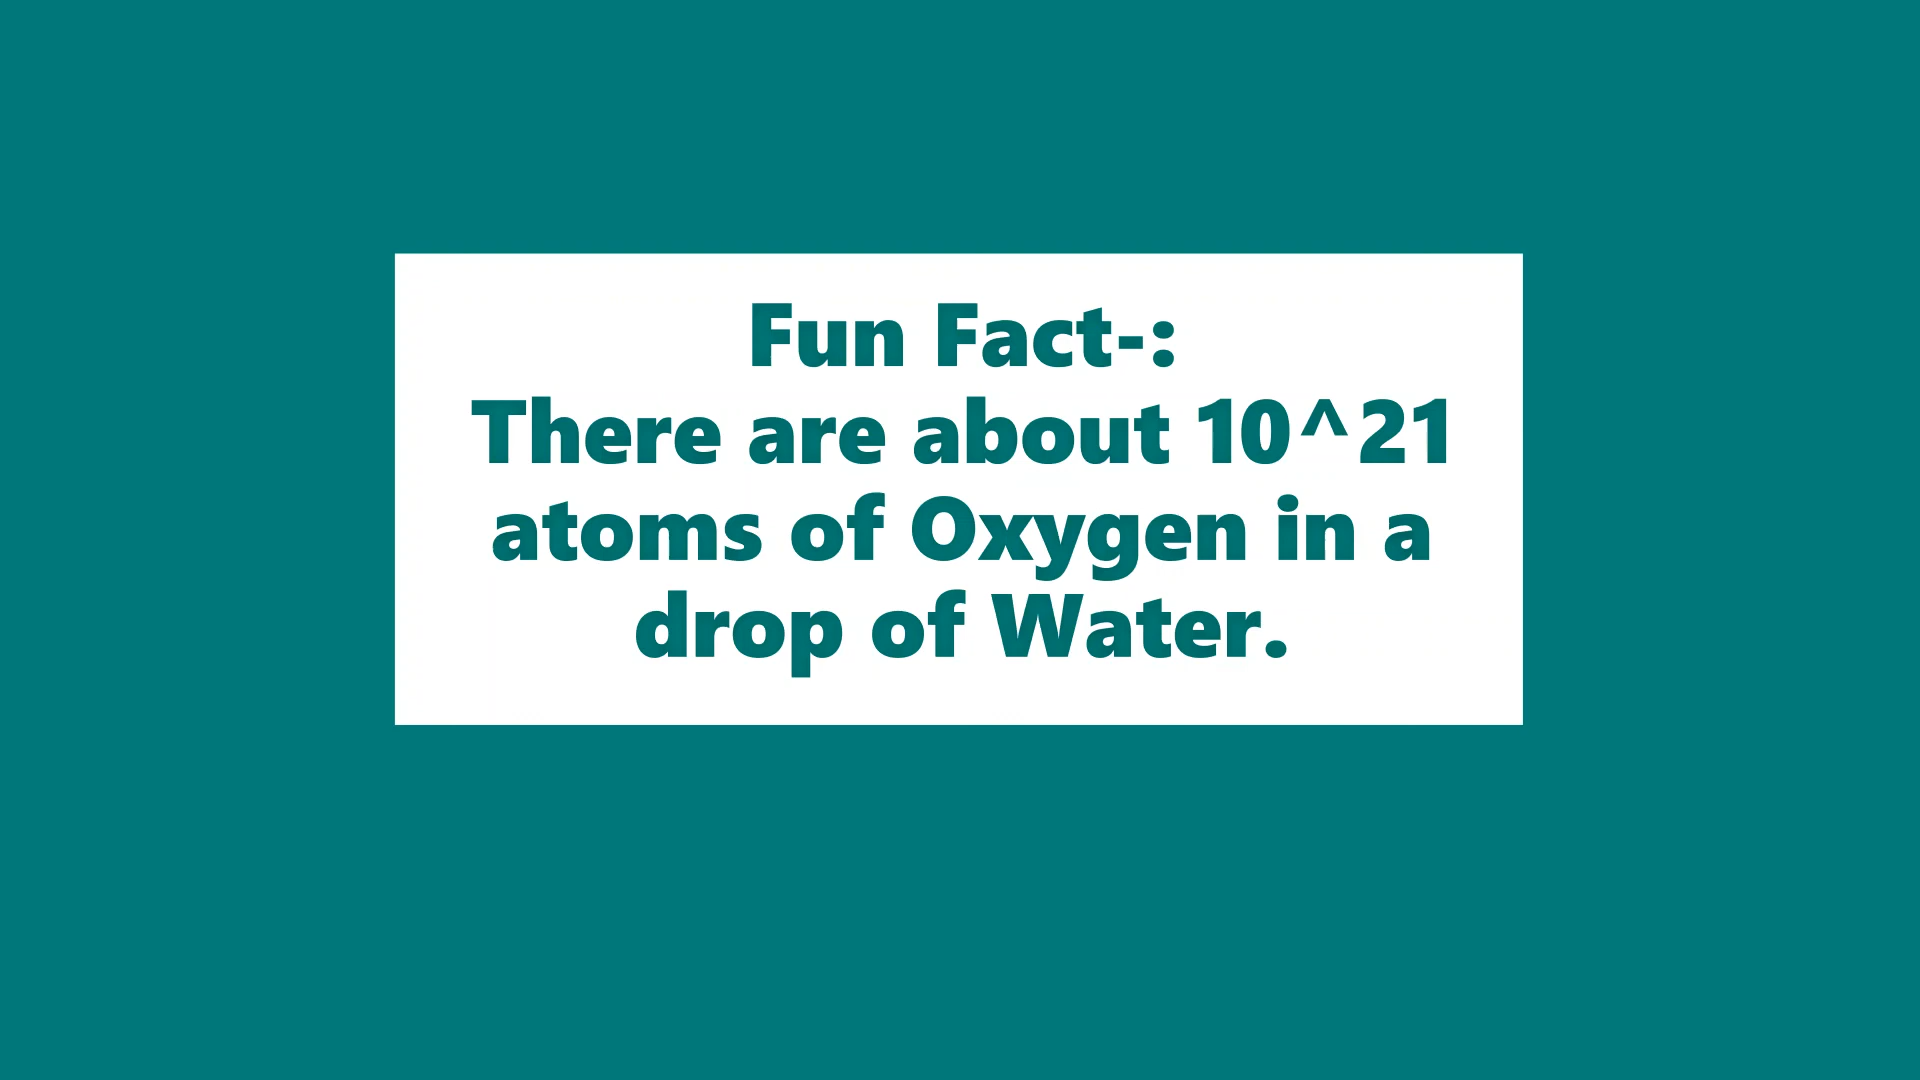 Fun Fact-:
There are about 10^21
atoms of Oxygen in a
drop of Water.